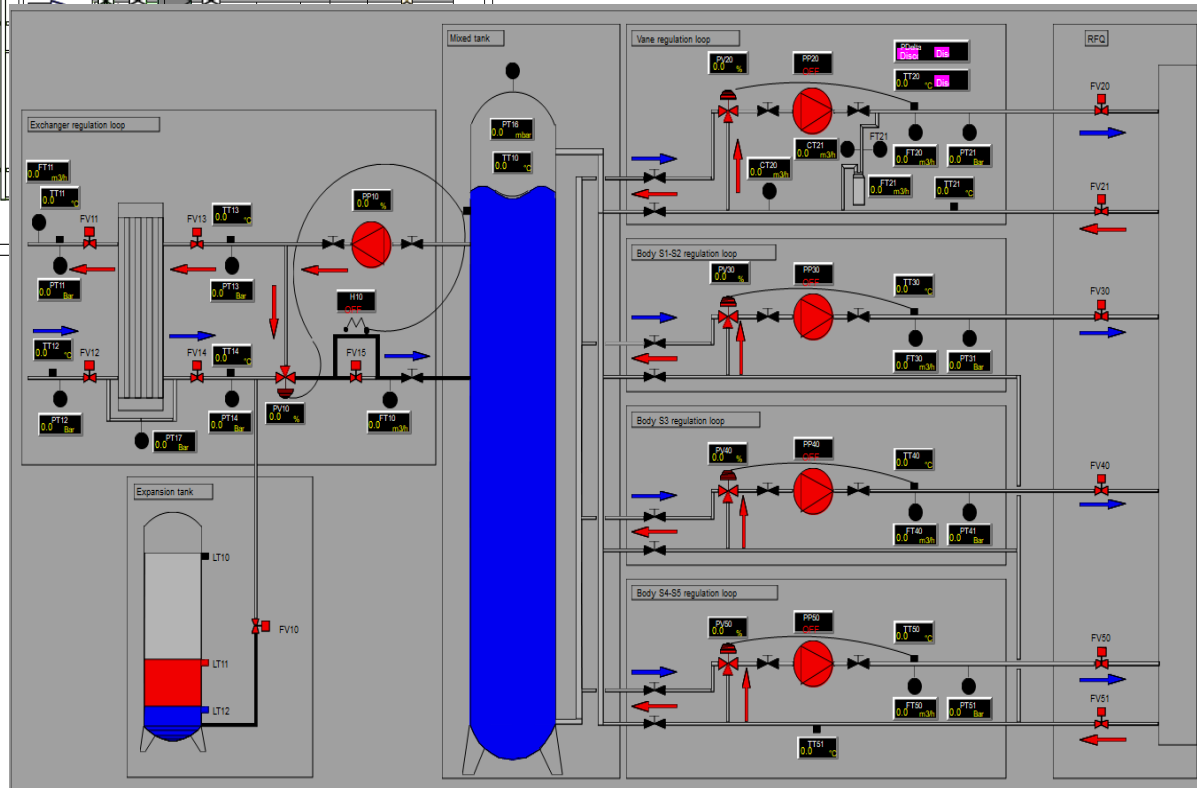 Mixed tank
PT16
0.0 mbar
TT10
0.0 °C
Exchanger regulation loop
FT11
0.0 m3/h
TT11
0.0 °C
FV11
FV13
TT13
0.0 °C
PP10
0.0 %
PT11
0.0 Bar
PT13
0.0 Bar
H10
OFF
TT12
0.0 °C
FV12
FV14
TT14
0.0 °C
FV15
PT12
0.0 Bar
PT14
0.0 Bar
PV10
0.0 %
FT10
0.0 m3/h
PT17
0.0 Bar
Expansion tank
LT10
FV10
LT11
LT12
Vane regulation loop
PV20
0.0 %
PP20
OFF
Disc Dis
TT20
0.0 °C Dis
CT20
0.0 m3/h
CT21
0.0 m3/h
FT21
FT20
0.0 m3/h
PT21
0.0 Bar
FT21
0.0 m3/h
TT21
0.0 °C
Body S1-S2 regulation loop
PV30
0.0 %
PP30
OFF
TT30
0.0 °C
FT30
0.0 m3/h
PT31
0.0 Bar
Body S3 regulation loop
PV40
0.0 %
PP40
OFF
TT40
0.0 °C
FT40
0.0 m3/h
PT41
0.0 Bar
Body S4-S5 regulation loop
PV50
0.0 %
PP50
OFF
TT50
0.0 °C
FT50
0.0 m3/h
PT51
0.0 Bar
TT51
0.0 °C
RFQ
FV20
FV21
FV30
FV40
FV50
FV51